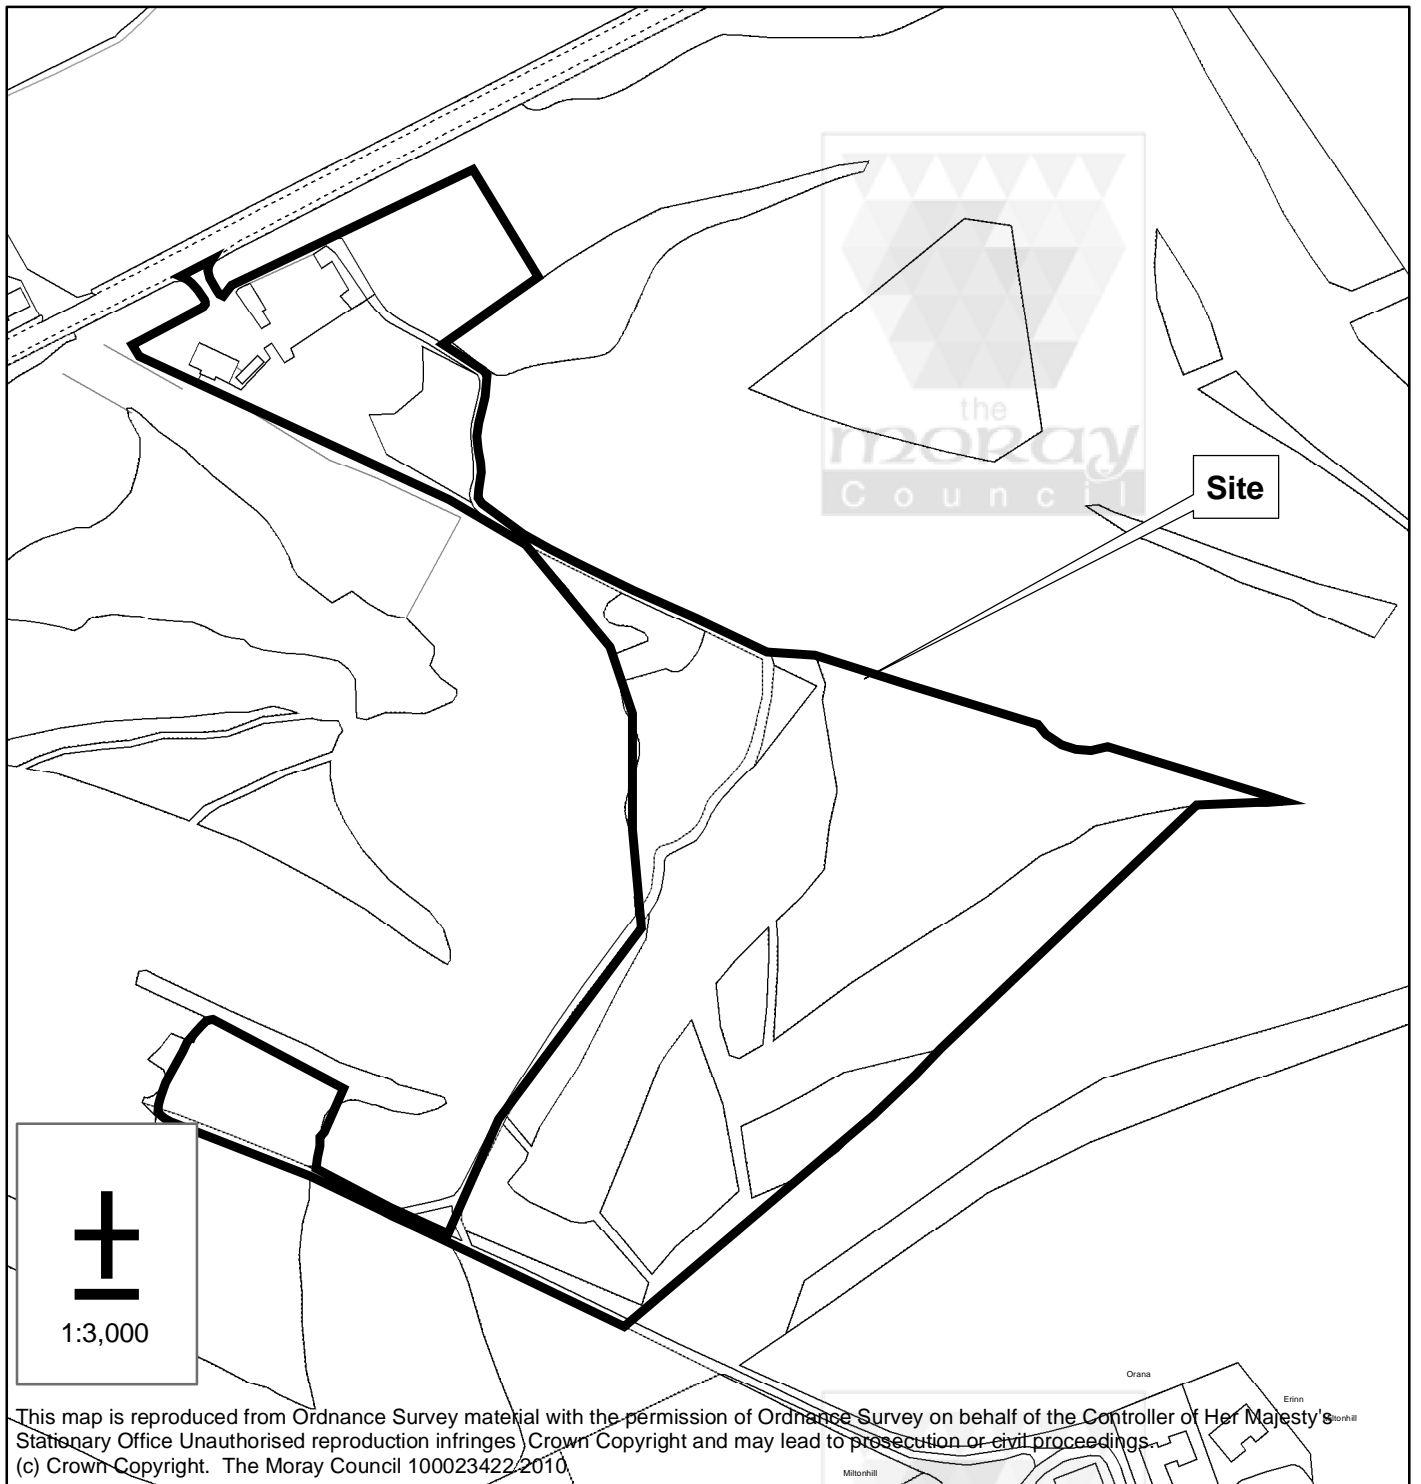 the
moray
Council
Site
±
1:3,000
Orana
Erinn
Miltonhill
This map is reproduced from Ordnance Survey material with the permission of Ordnance Survey on behalf of the Controller of Her Majesty's
Stationary Office Unauthorised reproduction infringes Crown Copyright and may lead to prosecution or civil proceedings.
(c) Crown Copyright. The Moray Council 100023422 2010
Miltonhill